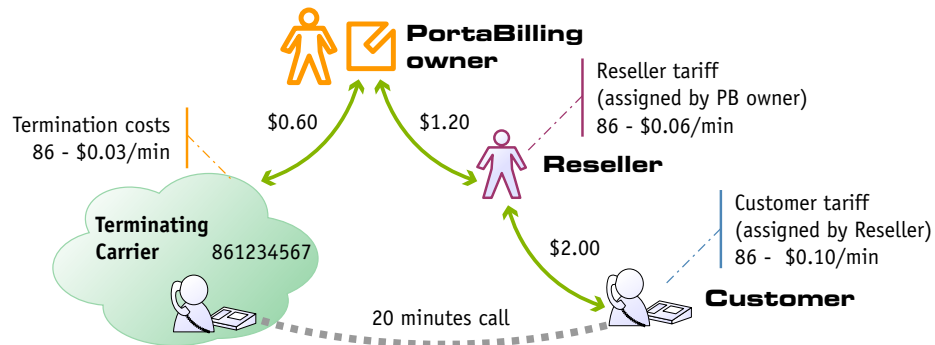 PortaBilling
owner
Reseller tariff
(assigned by PB owner)
86 - $0.06/min
$0.60
$1.20
Termination costs
86 - $0.03/min
Reseller
Terminating
Carrier
861234567
Customer tariff
(assigned by Reseller)
86 -  $0.10/min
$2.00
Customer
20 minutes call